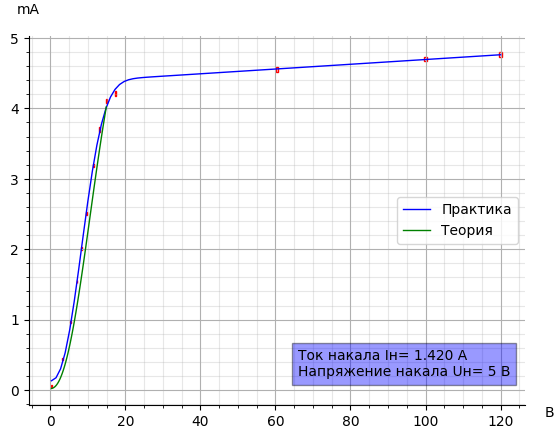 mA
5
4
3
2
1
0
0 20 40 60 80 100 120
B
Практика
Теория
Ток накала Iн= 1.420 А
Напряжение накала Uн= 5 В